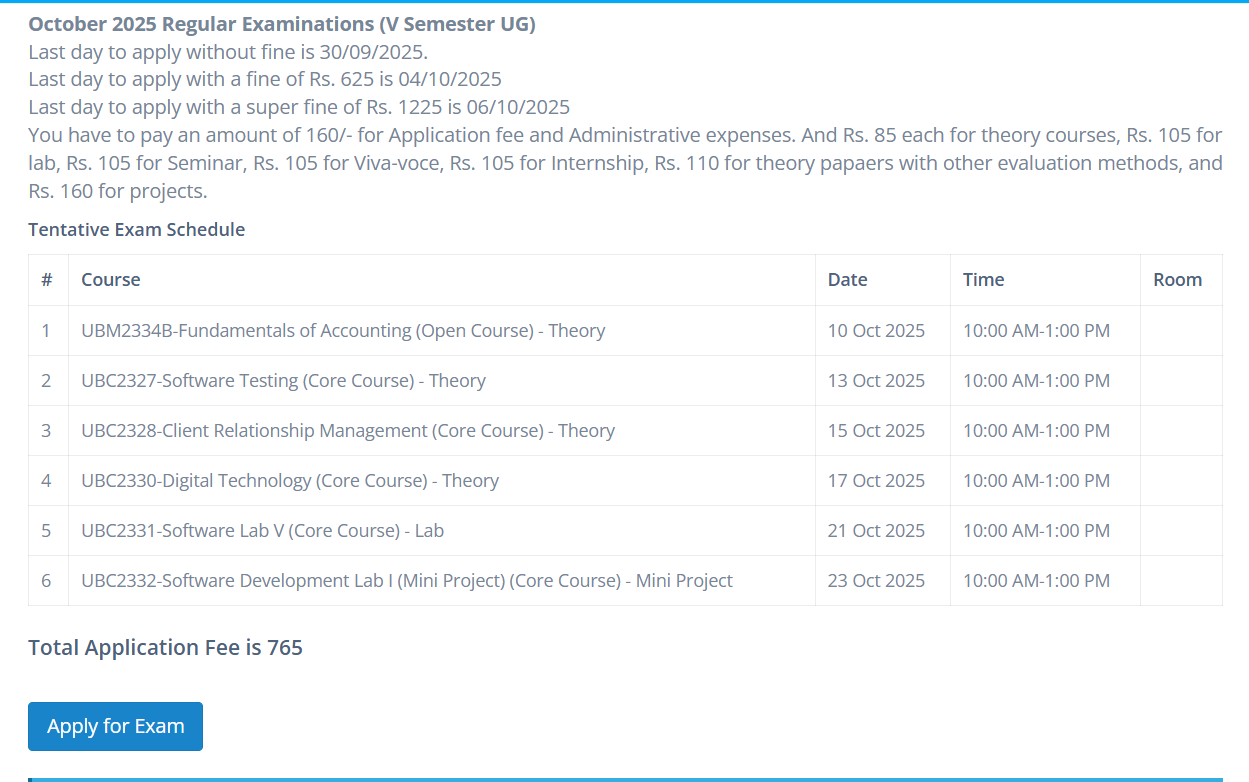 October 2025 Regular Examinations (V Semester UG)
Last day to apply without fine is 30/09/2025.
Last day to apply with a fine of Rs. 625 is 04/10/2025
Last day to apply with a super fine of Rs. 1225 is 06/10/2025
You have to pay an amount of 160/- for Application fee and Administrative expenses. And Rs. 85 each for theory courses, Rs. 105 for
lab, Rs. 105 for Seminar, Rs. 105 for Viva-voce, Rs. 105 for Internship, Rs. 110 for theory papaers with other evaluation methods, and
Rs. 160 for projects.
Tentative Exam Schedule
# Course Date Time Room
1 UBM2334B-Fundamentals of Accounting (Open Course) - Theory 10 Oct 2025 10:00 AM-1:00 PM
2 UBC2327-Software Testing (Core Course) - Theory 13 Oct 2025 10:00 AM-1:00 PM
3 UBC2328-Client Relationship Management (Core Course) - Theory 15 Oct 2025 10:00 AM-1:00 PM
4 UBC2330-Digital Technology (Core Course) - Theory 17 Oct 2025 10:00 AM-1:00 PM
5 UBC2331-Software Lab V (Core Course) - Lab 21 Oct 2025 10:00 AM-1:00 PM
6 UBC2332-Software Development Lab I (Mini Project) (Core Course) - Mini Project 23 Oct 2025 10:00 AM-1:00 PM
Total Application Fee is 765
Apply for Exam